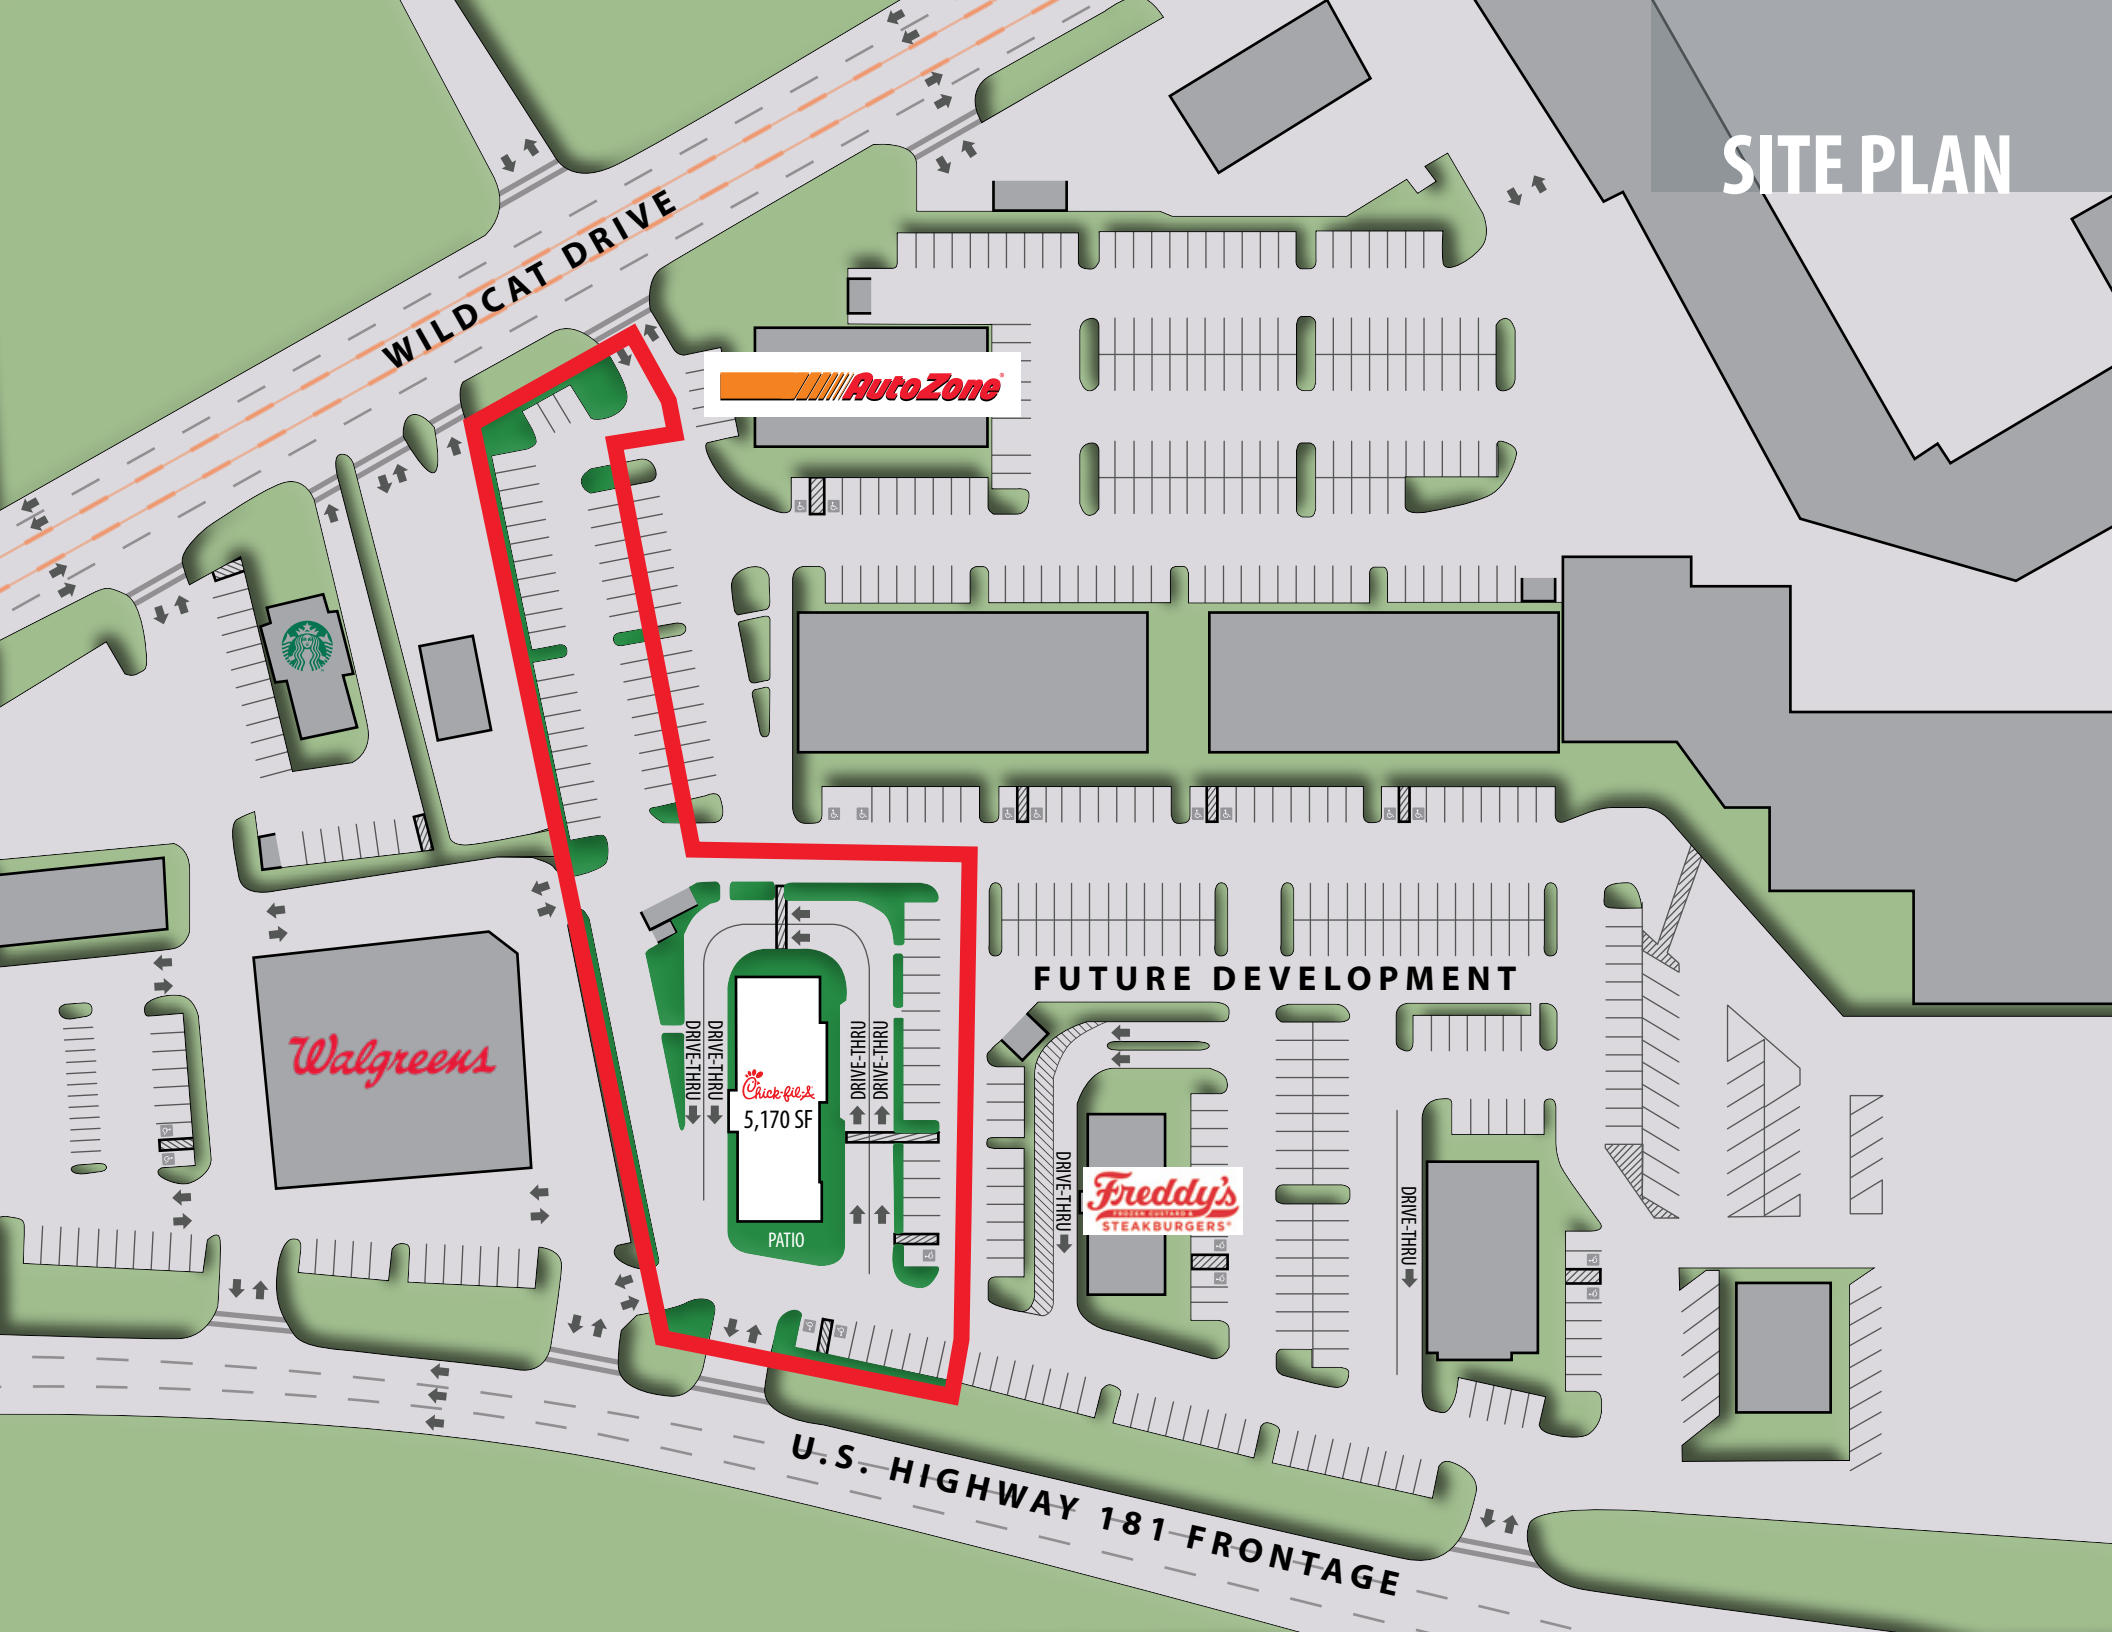 SITE PLAN
WILDCAT DRIVE
AutoZone
FUTURE DEVELOPMENT
Walgreens
DRIVE-THRU
DRIVE-THRU
Chick-fil-A
5,170 SF
DRIVE-THRU
DRIVE-THRU
PATIO
DRIVE-THRU
Freddy's
FROZEN CUSTARD &
STEAKBURGERS
DRIVE-THRU
U.S. HIGHWAY 181 FRONTAGE